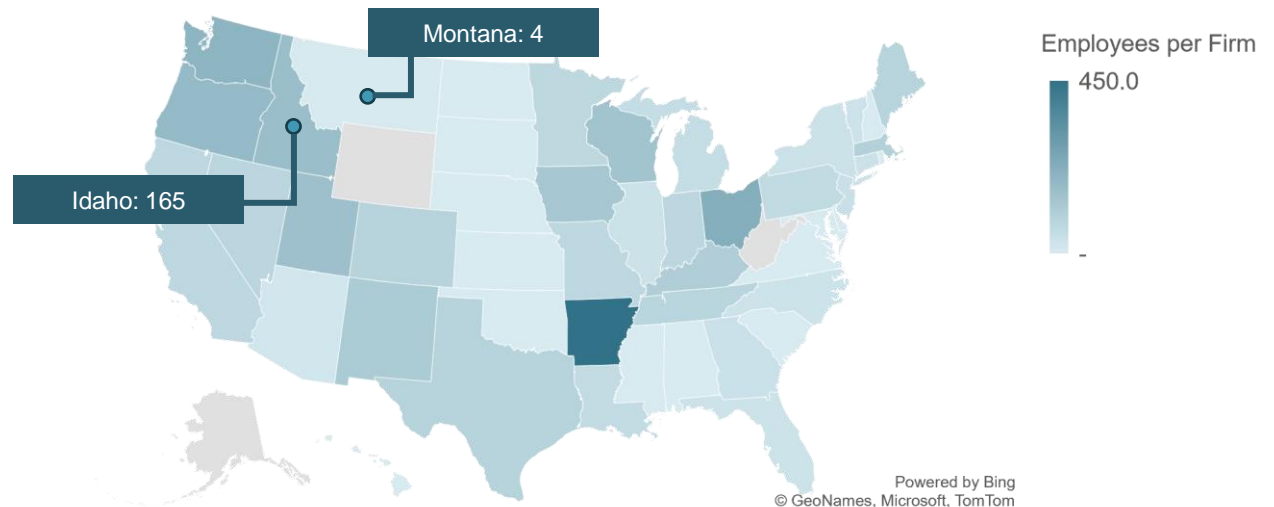 Montana: 4
Idaho: 165
Employees per Firm
450.0
-
Powered by Bing
© GeoNames, Microsoft, TomTom